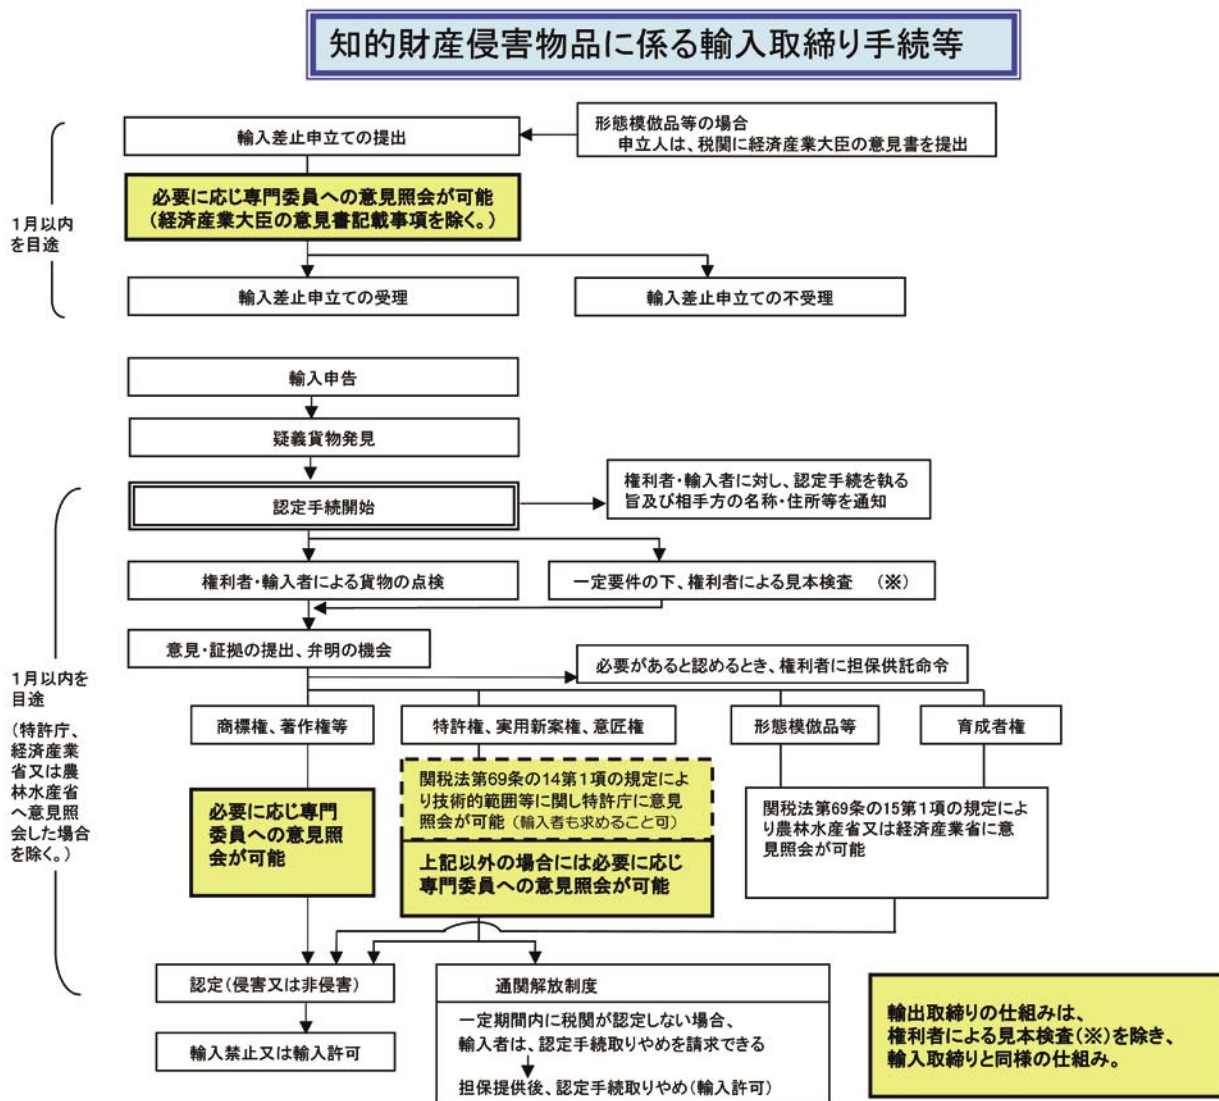 知的財産侵害物品に係る輸入取締り手続等
輸入差止申立ての提出
形態模倣品等の場合
申立人は、税関に経済産業大臣の意見書を提出
1月以内
を目途
必要に応じ専門委員への意見照会が可能
(経済産業大臣の意見書記載事項を除く。)
輸入差止申立ての受理
輸入差止申立ての不受理
輸入申告
疑義貨物発見
認定手続開始
権利者・輸入者に対し、認定手続を執る
旨及び相手方の名称・住所等を通知
権利者・輸入者による貨物の点検
一定要件の下、権利者による見本検査 (※)
意見・証拠の提出、弁明の機会
必要があると認めるとき、権利者に担保供託命令
1月以内を
目途
(特許庁、
経済産業
省又は農
林水産省
へ意見照
会した場合
を除く。)
商標権、著作権等
特許権、実用新案権、意匠権
形態模倣品等
育成者権
必要に応じ専門
委員への意見照
会が可能
関税法第69条の14第1項の規定によ
り技術的範囲等に関し特許庁に意見
照会が可能 (輸入者も求めること可)
上記以外の場合には必要に応じ
専門委員への意見照会が可能
関税法第69条の15第1項の規定によ
り農林水産省又は経済産業省に意
見照会が可能
認定(侵害又は非侵害)
輸入禁止又は輸入許可
通関解放制度
一定期間内に税関が認定しない場合、
輸入者は、認定手続取りやめを請求できる
担保提供後、認定手続取りやめ(輸入許可)
輸出取締りの仕組みは、
権利者による見本検査(※)を除き、
輸入取締りと同様の仕組み。